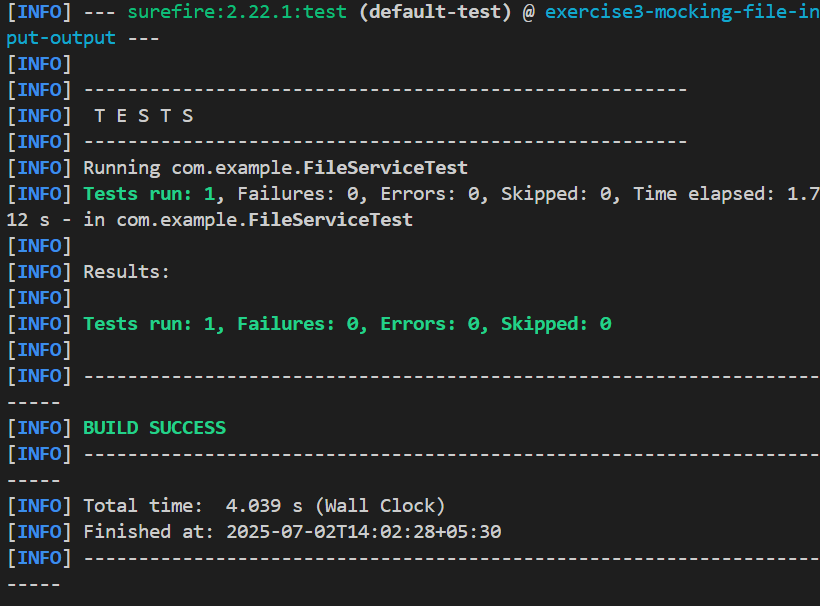 [INFO] --- surefire:2.22.1:test (default-test) @ exercise3-mocking-file-in
put-output ---
[INFO]
[INFO] -------------------------------------------------------
[INFO]  T E S T S
[INFO] -------------------------------------------------------
[INFO] Running com.example.FileServiceTest
[INFO] Tests run: 1, Failures: 0, Errors: 0, Skipped: 0, Time elapsed: 1.7
12 s - in com.example.FileServiceTest
[INFO]
[INFO] Results:
[INFO]
[INFO] Tests run: 1, Failures: 0, Errors: 0, Skipped: 0
[INFO]
[INFO] -------------------------------------------------------------------
-----
[INFO] BUILD SUCCESS
[INFO] -------------------------------------------------------------------
-----
[INFO] Total time:  4.039 s (Wall Clock)
[INFO] Finished at: 2025-07-02T14:02:28+05:30
[INFO] -------------------------------------------------------------------
-----